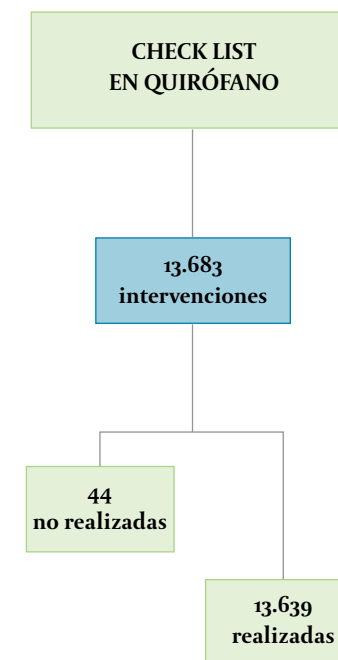 CHECK LIST
EN QUIRÓFANO
13.683
intervenciones
44
no realizadas
13.639
realizadas